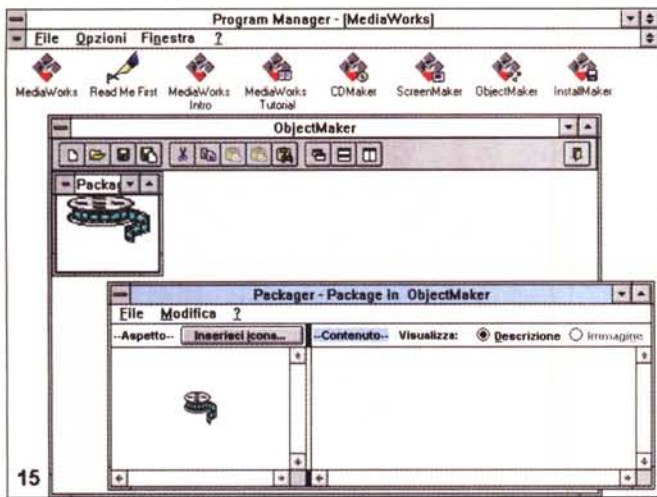 Program Manager - [MediaWorks]
File Opzioni Finestra ?
MediaWorks Read Me First MediaWorks Intro MediaWorks Tutorial CDMaker ScreenMaker ObjectMaker InstallMaker
ObjectMaker
Packag
Packager - Package in ObjectMaker
File Modifica ?
--Aspetto-- Inserisci icona... --Contenuto-- Visualizza: Descrizione Immagine
15